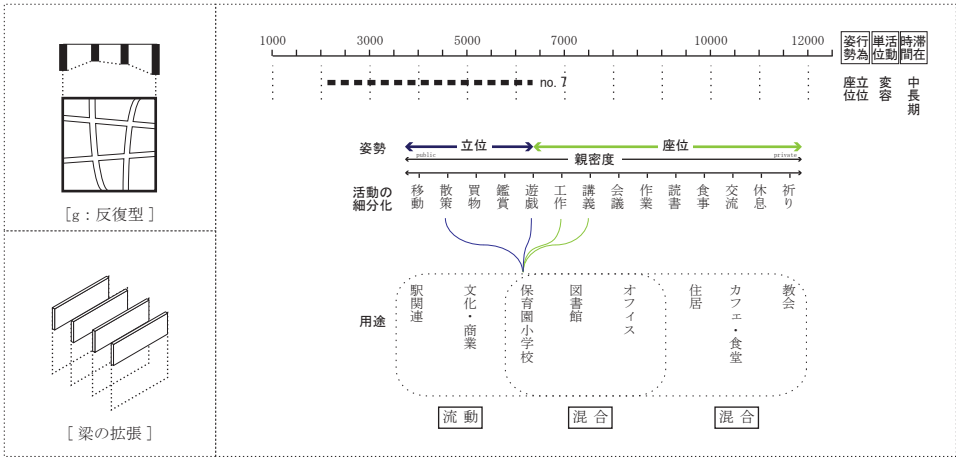 [g : 反復型 ]
[ 梁の拡張 ]
1000 3000 5000 7000 10000 12000
行為姿勢
活動単位
滞在時間
no. 7
立位座位
変容
中長期
姿勢 立位 座位
public 親密度 private
活動の細分化
移動 散策 買物 鑑賞 遊戯 工作 講義 会議 作業 読書 食事 交流 休息 祈り
用途
駅関連 文化・商業 保育園小学校 図書館 オフィス 住居 カフェ・食堂 教会
流動 混合 混合